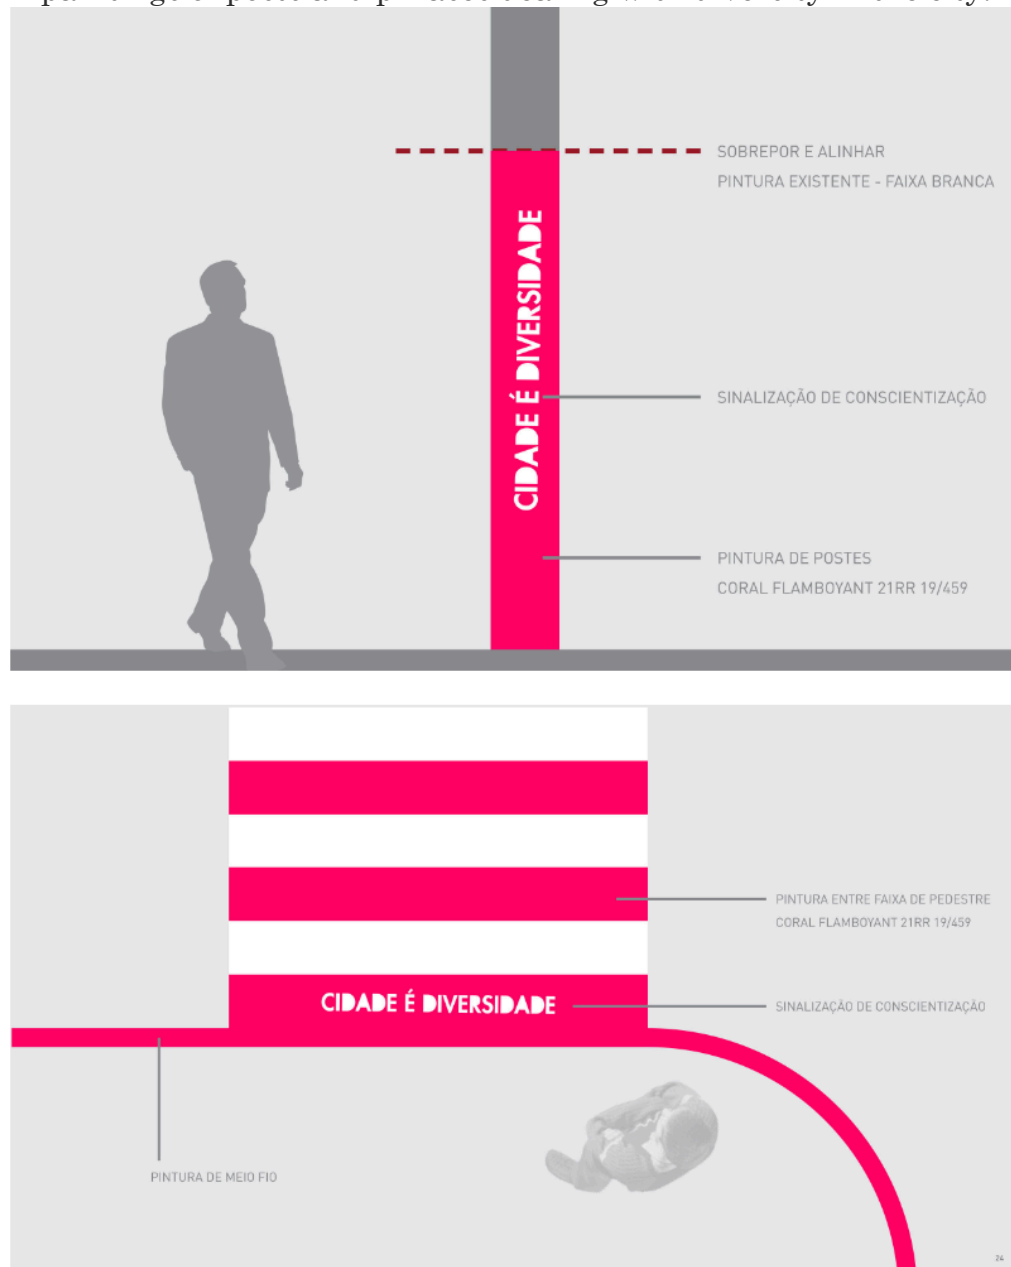 SOBREPOR E ALINHAR
PINTURA EXISTENTE - FAIXA BRANCA
CIDADE É DIVERSIDADE
SINALIZAÇÃO DE CONSCIENTIZAÇÃO
PINTURA DE POSTES
CORAL FLAMBOYANT 21RR 19/459
PINTURA ENTRE FAIXA DE PEDESTRE
CORAL FLAMBOYANT 21RR 19/459
CIDADE É DIVERSIDADE
SINALIZAÇÃO DE CONSCIENTIZAÇÃO
PINTURA DE MEIO FIO
24